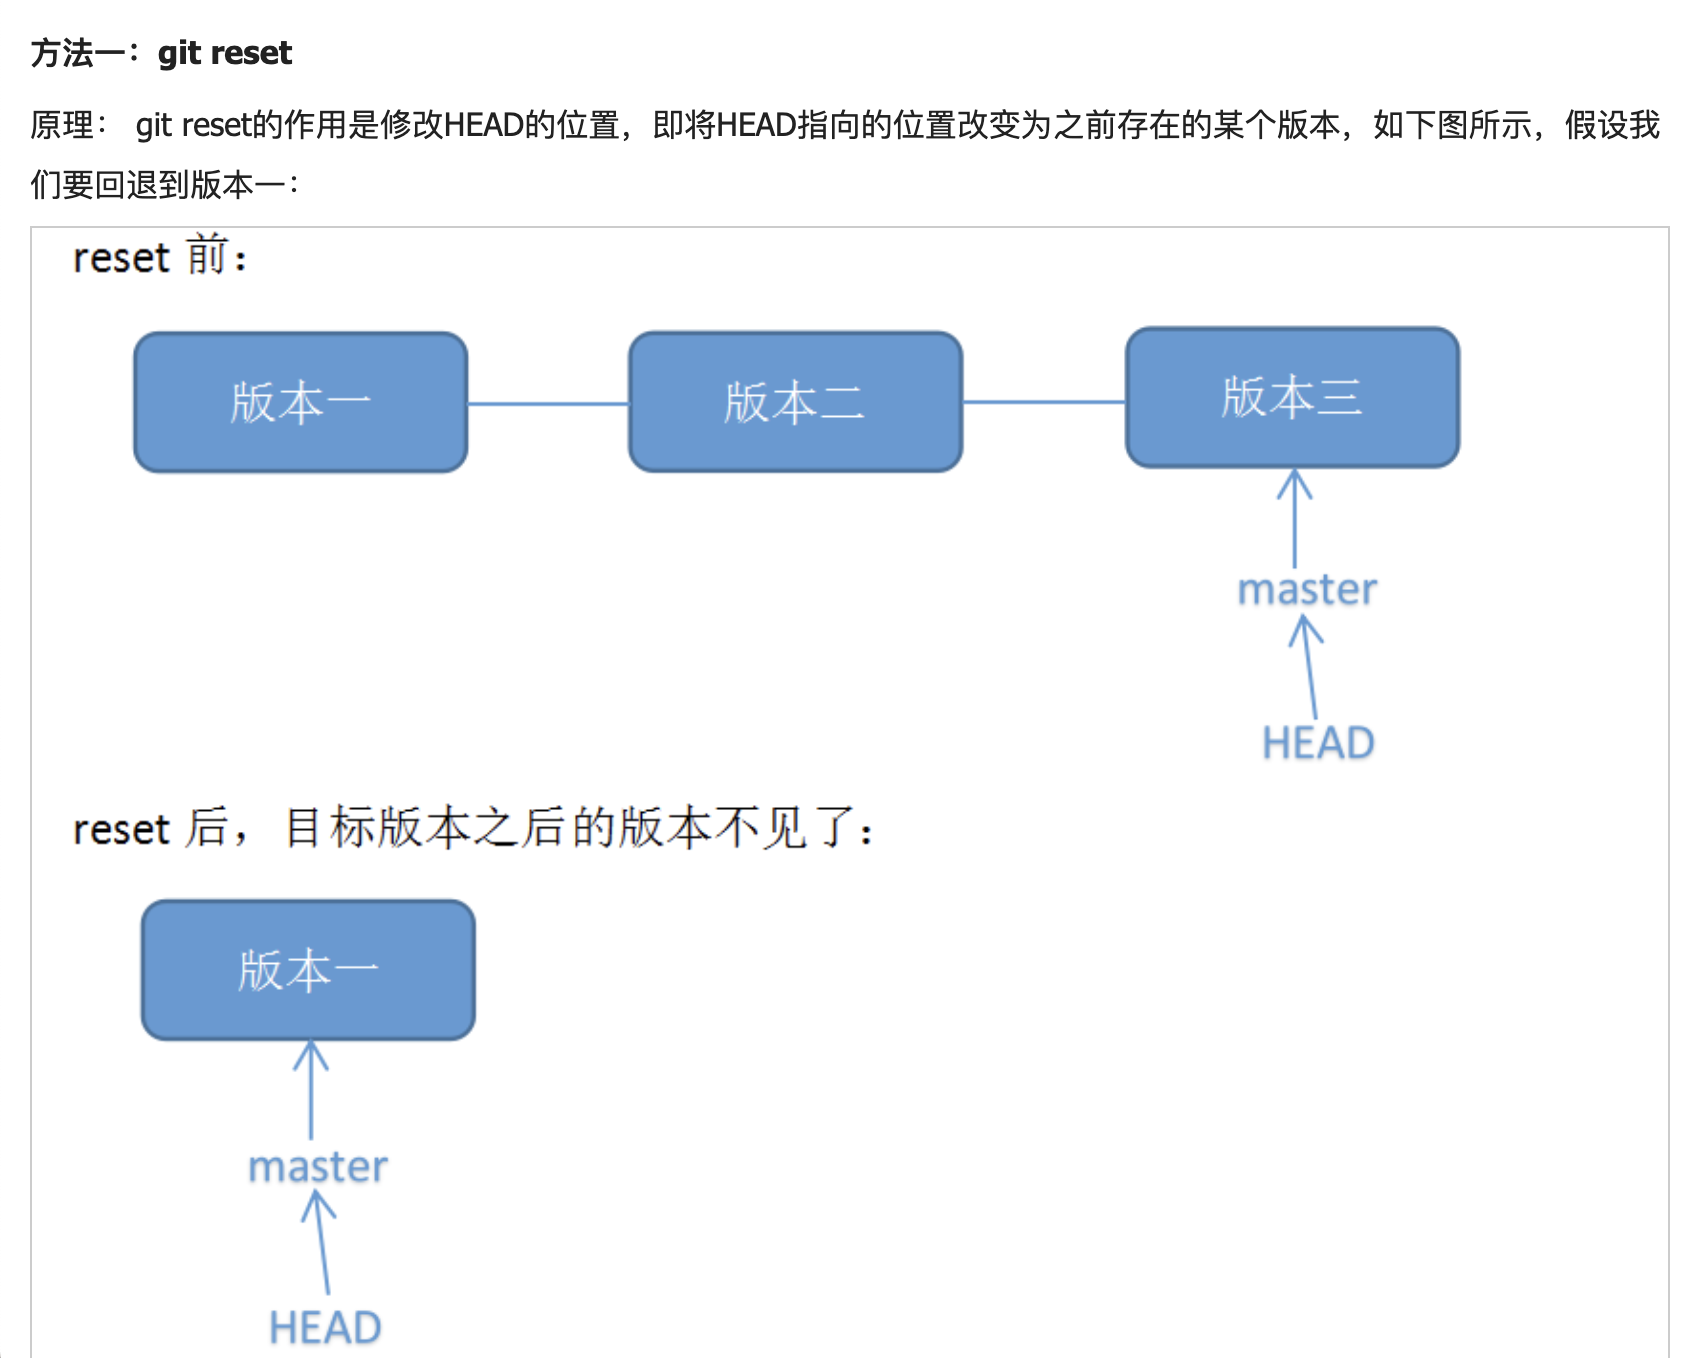 方法一：git reset
原理： git reset的作用是修改HEAD的位置，即将HEAD指向的位置改变为之前存在的某个版本，如下图所示，假设我
们要回退到版本一：
reset 前：
版本一
版本二
版本三
master
HEAD
reset 后，目标版本之后的版本不见了：
版本一
master
HEAD